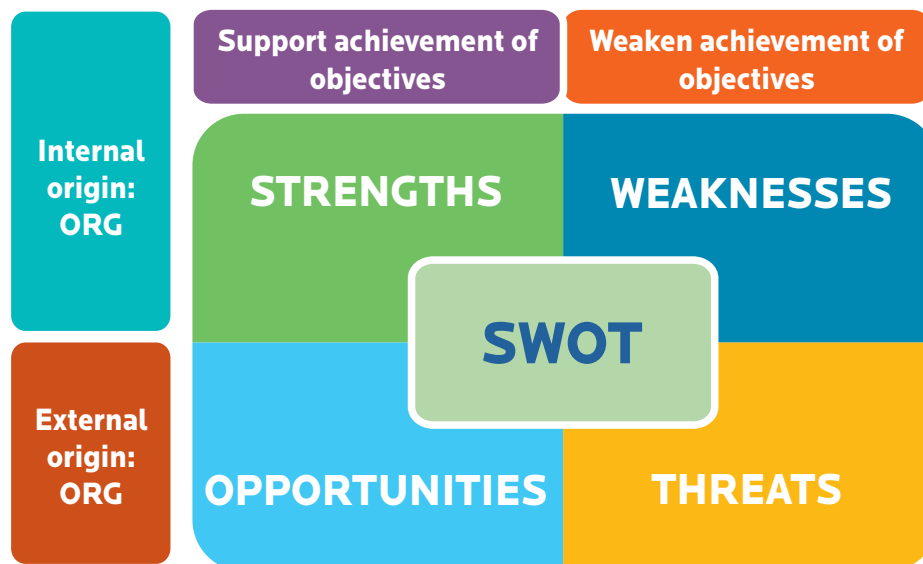 Support achievement of
objectives
Weaken achievement of
objectives
Internal
origin:
ORG
STRENGTHS
WEAKNESSES
SWOT
External
origin:
ORG
OPPORTUNITIES
THREATS